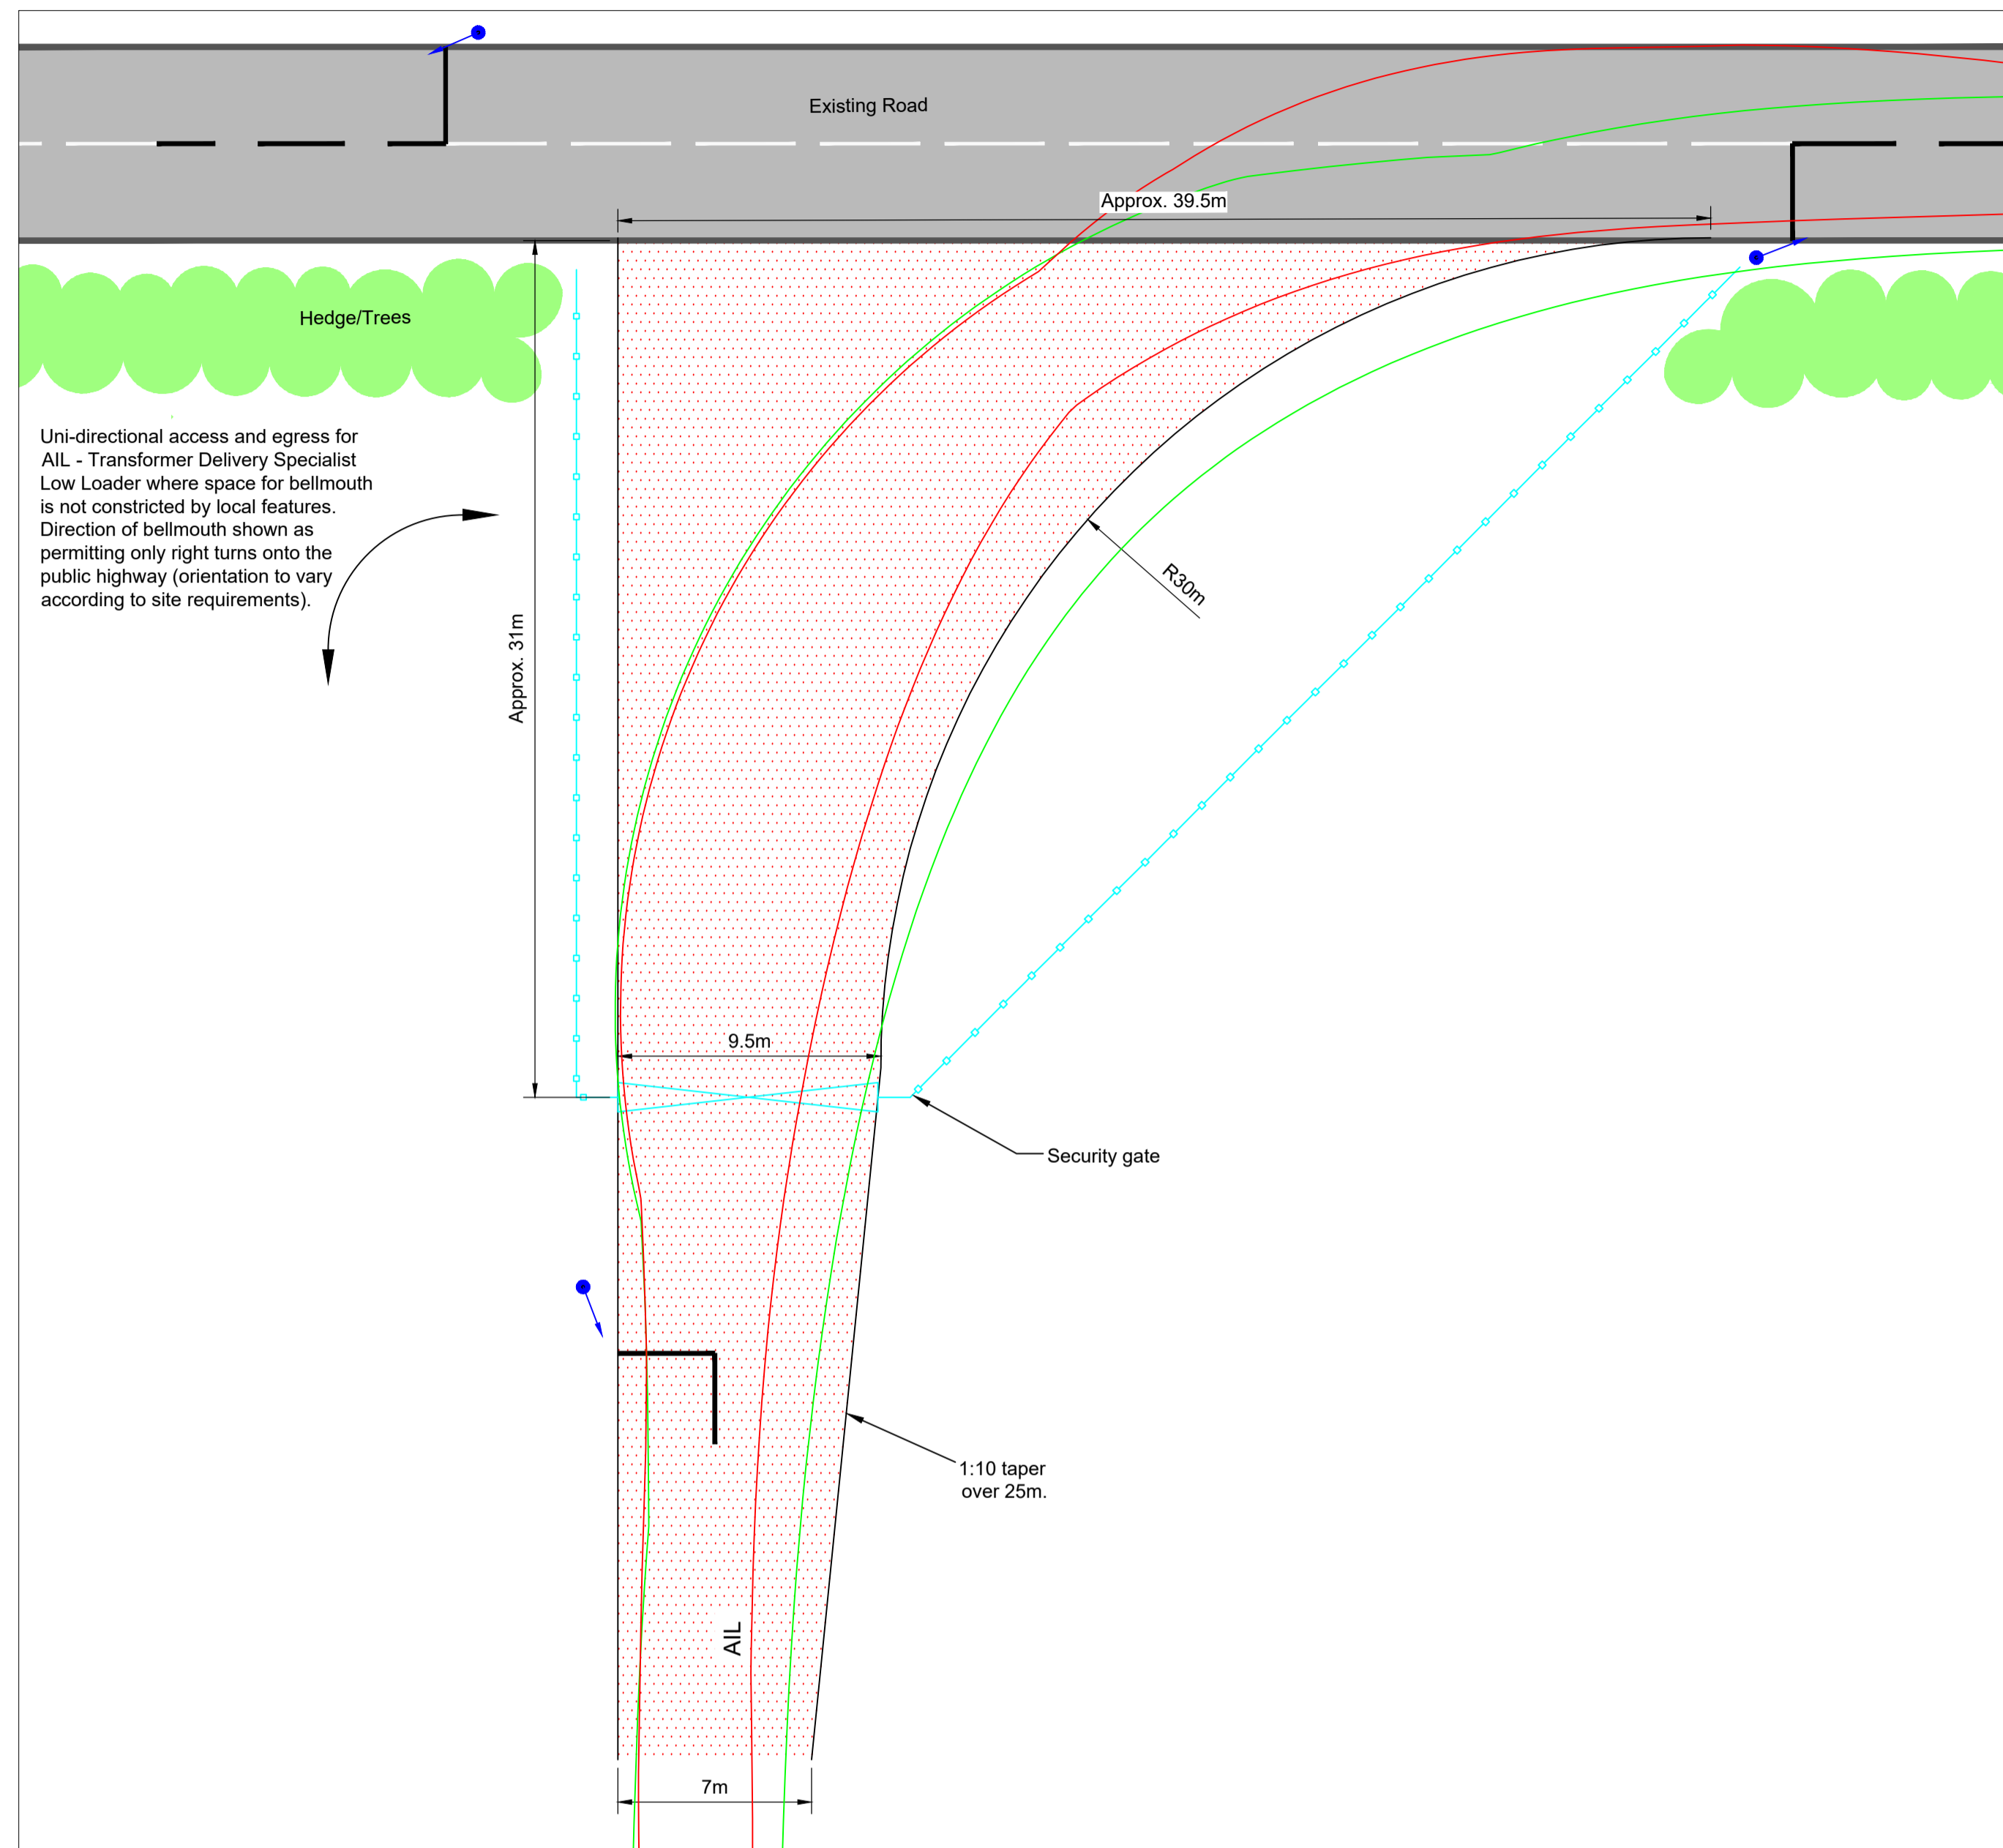 Existing Road
Approx. 39.5m
Hedge/Trees
Uni-directional access and egress for
AIL - Transformer Delivery Specialist
Low Loader where space for bellmouth
is not constricted by local features.
Direction of bellmouth shown as
permitting only right turns onto the
public highway (orientation to vary
according to site requirements).
R30m
Approx. 31m
9.5m
Security gate
1:10 taper
over 25m.
AIL
7m